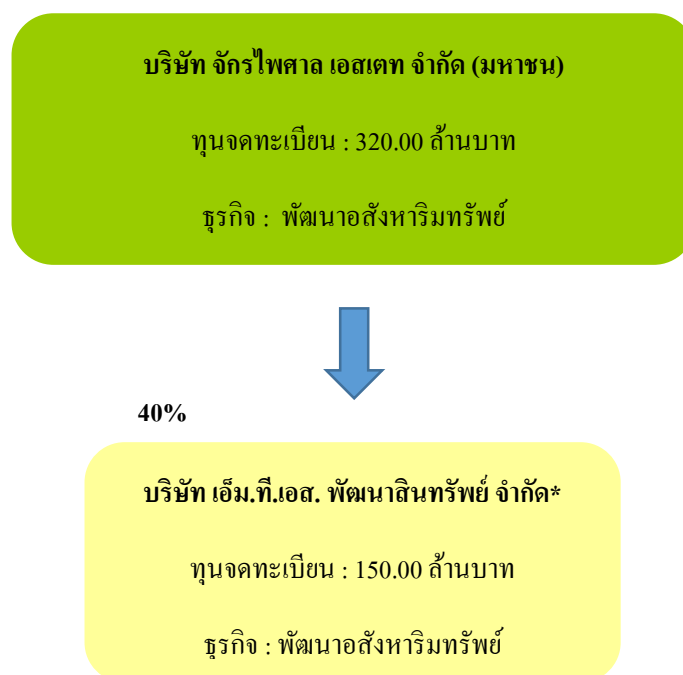 บริษัท จักรไพศาล เอสเตท จำกัด (มหาชน)
ทุนจดทะเบียน : 320.00 ล้านบาท
ธุรกิจ : พัฒนาอสังหาริมทรัพย์
40%
บริษัท เอ็ม.ที.เอส. พัฒนาสินทรัพย์ จำกัด*
ทุนจดทะเบียน : 150.00 ล้านบาท
ธุรกิจ : พัฒนาอสังหาริมทรัพย์